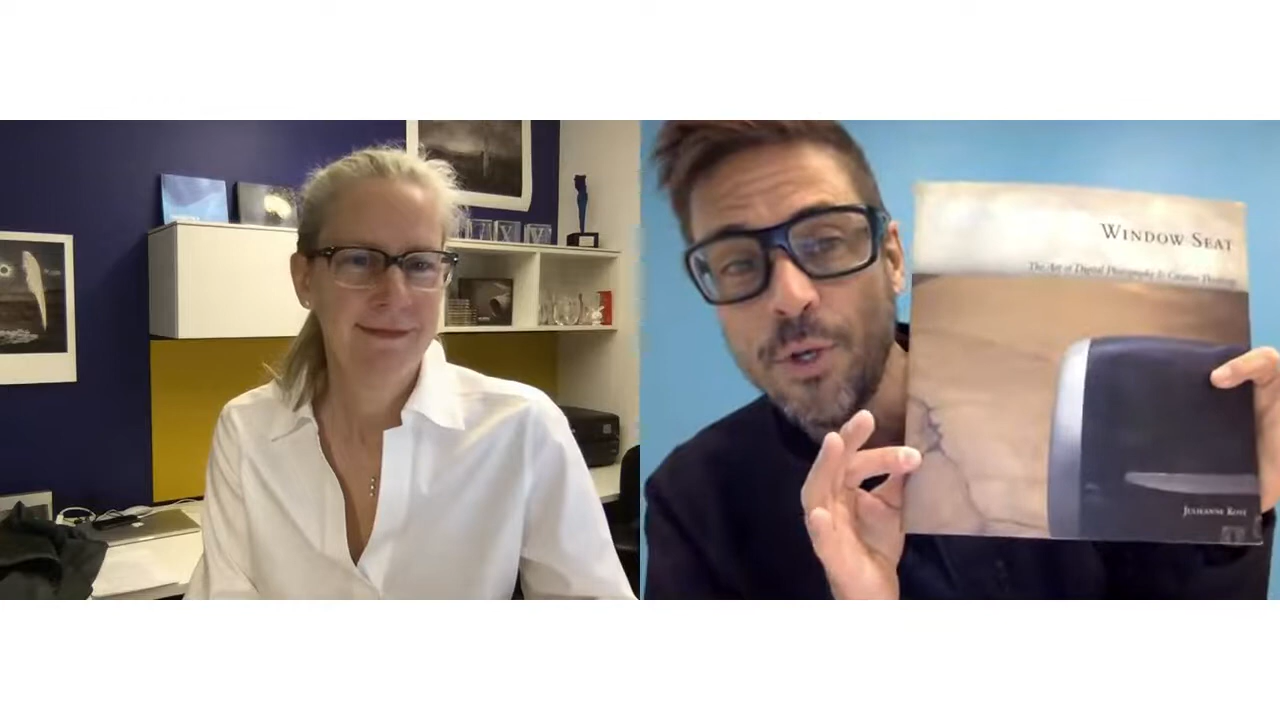 WINDOW SEAT
The Art of Digital Photography & Creative Thinking
JULIEANNE KOST